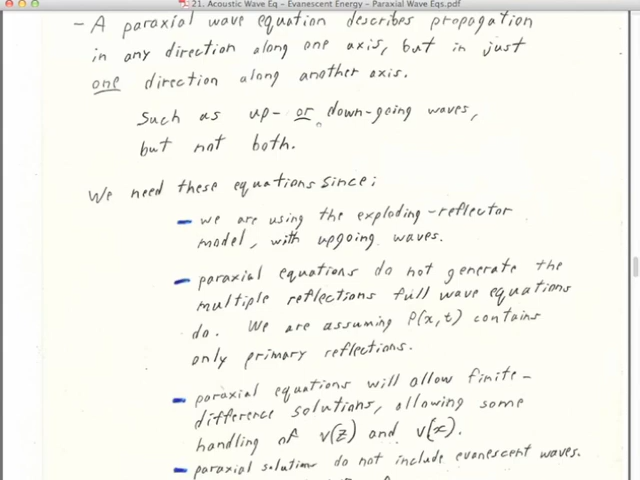 21. Acoustic Wave Eq – Evanescent Energy – Paraxial Wave Eqs.pdf
- A paraxial wave equation describes propagation
in any direction along one axis, but in just
one direction along another axis.
Such as up- or down-going waves,
but not both.
We need these equations since:
- we are using the exploding-reflector
model, with upgoing waves.
- paraxial equations do not generate the
multiple reflections full wave equations
do. We are assuming P(x,t) contains
only primary reflections.
- paraxial equations will allow finite-
difference solutions, allowing some
handling of v(z) and v(x).
- paraxial solutions do not include evanescent waves.